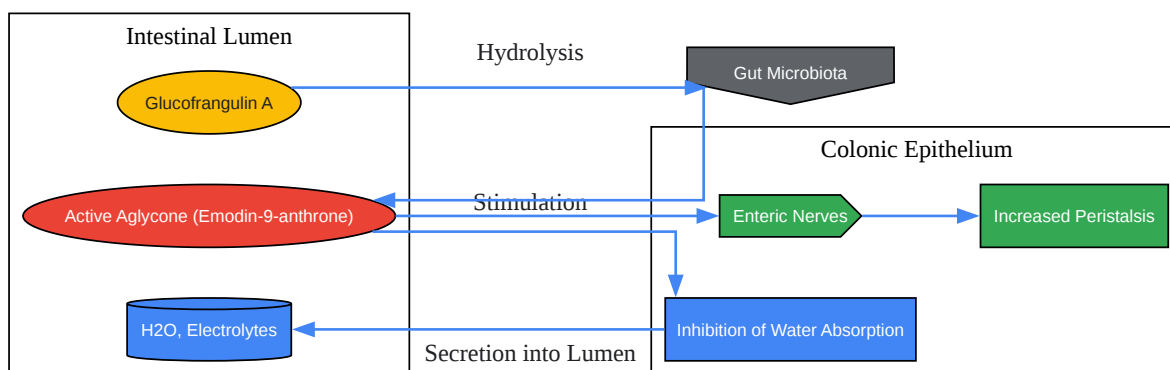 Intestinal Lumen
Hydrolysis
Gut Microbiota
Glucofrangulin A
Colonic Epithelium
Active Aglycone (Emodin-9-anthrone)
Stimulation
Enteric Nerves
Increased Peristalsis
H2O, Electrolytes
Inhibition of Water Absorption
Secretion into Lumen